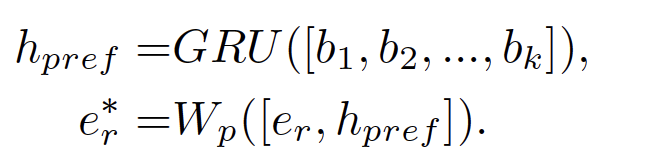 h_{pref} =GRU([b_1, b_2, ..., b_k]),
e_r^* =W_p([e_r, h_{pref}]).